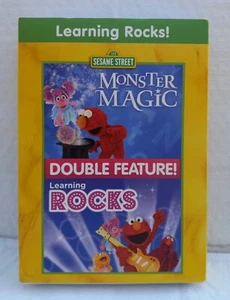 Learning Rocks!
SESAME STREET
MONSTER
MAGIC
DOUBLE FEATURE!
Learning
ROCKS